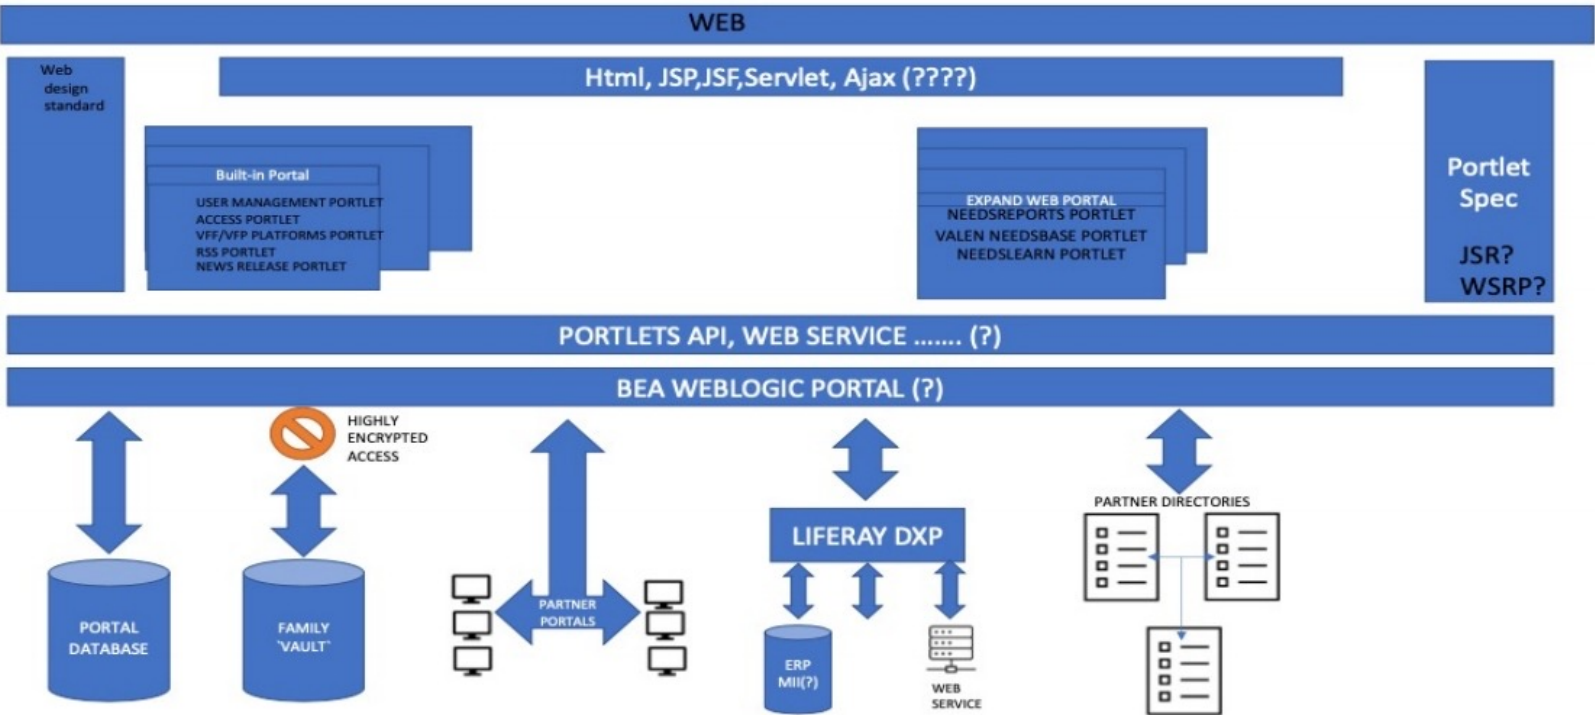 WEB
Web
design
standard
Html, JSP,JSF,Servlet, Ajax (????)
Built-in Portal
USER MANAGEMENT PORTLET
ACCESS PORTLET
VFF/VFP PLATFORMS PORTLET
RSS PORTLET
NEWS RELEASE PORTLET
EXPAND WEB PORTAL
NEEDSREPORTS PORTLET
VALEN NEEDSBASE PORTLET
NEEDSLEARN PORTLET
Portlet
Spec
JSR?
WSRP?
PORTLETS API, WEB SERVICE ....... (?)
BEA WEBLOGIC PORTAL (?)
HIGHLY
ENCRYPTED
ACCESS
PARTNER DIRECTORIES
LIFERAY DXP
PORTAL
DATABASE
FAMILY
`VAULT`
PARTNER
PORTALS
ERP
MII(?)
WEB
SERVICE